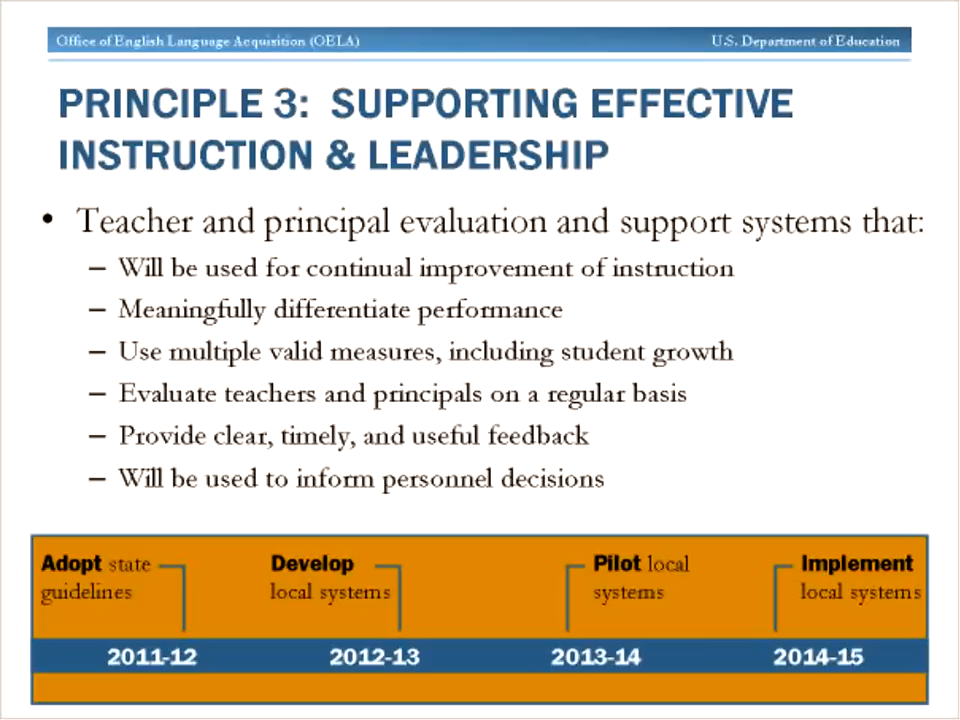 Office of English Language Acquisition (OELA) U.S. Department of Education
PRINCIPLE 3: SUPPORTING EFFECTIVE
INSTRUCTION & LEADERSHIP
• Teacher and principal evaluation and support systems that:
– Will be used for continual improvement of instruction
– Meaningfully differentiate performance
– Use multiple valid measures, including student growth
– Evaluate teachers and principals on a regular basis
– Provide clear, timely, and useful feedback
– Will be used to inform personnel decisions
Adopt state
guidelines
Develop
local systems
Pilot local
systems
Implement
local systems
2011-12 2012-13 2013-14 2014-15